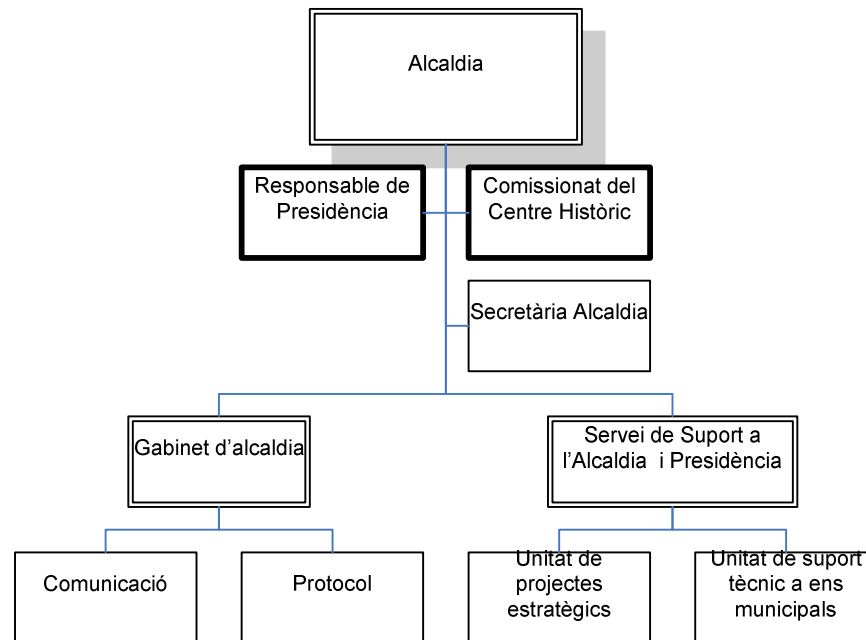 Alcaldia
Responsable de
Presidència
Comissionat del
Centre Històric
Secretària Alcaldia
Gabinet d’alcaldia
Servei de Suport a
l’Alcaldia i Presidència
Comunicació
Protocol
Unitat de
projectes
estratègics
Unitat de suport
tècnic a ens
municipals